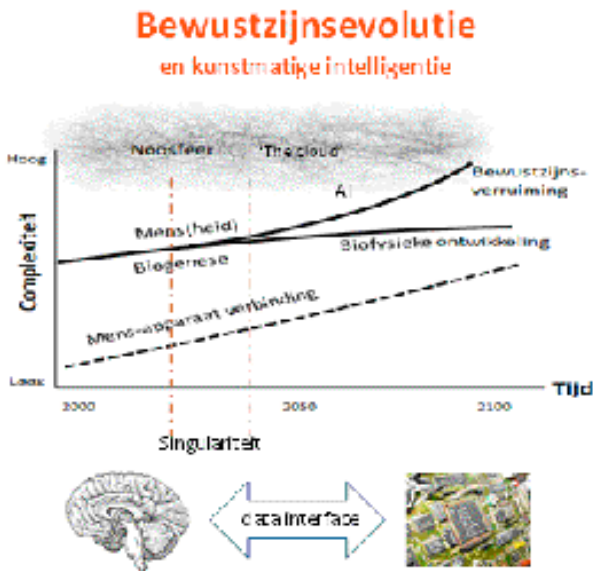 Bewustzijnsevolutie
en kunstmatige intelligentie
Hoog
Noosfeer
'The cloud'
AI
Bewustzijns-
verruiming
Mens(heid)
Biogenese
Biofysieke ontwikkeling
Complexiteit
Mens-apparaat verbinding
Laag
Tijd
2000
2050
2100
Singulariteit
data interface